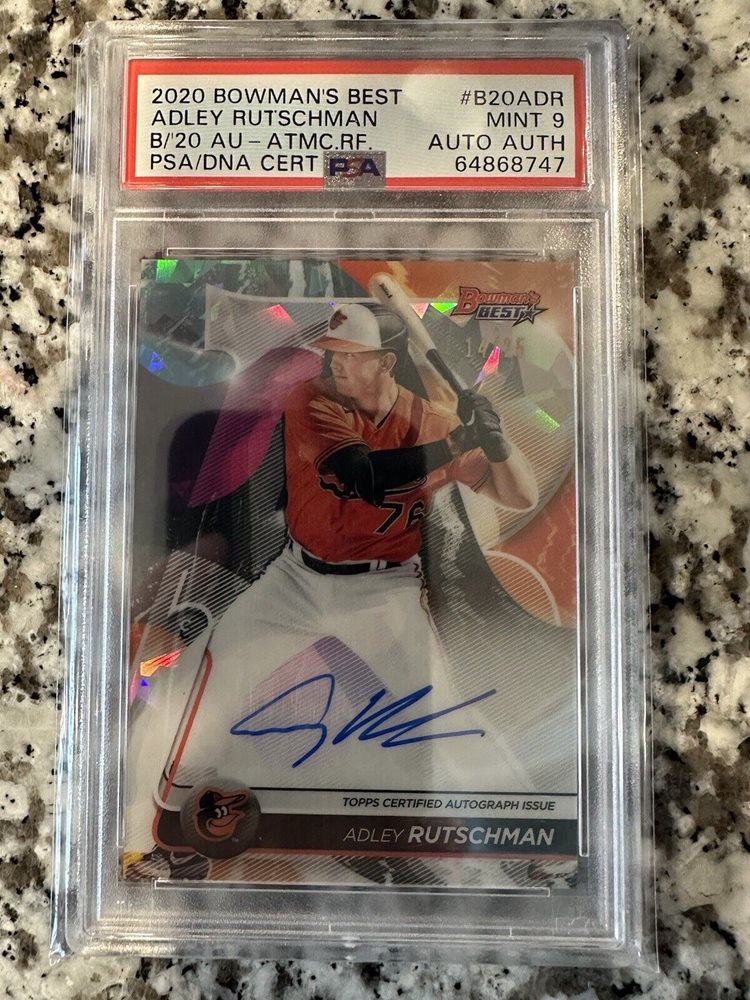 2020 BOWMAN'S BEST #B20ADR
ADLEY RUTSCHMAN MINT 9
B/'20 AU - ATMC.RF. AUTO AUTH
PSA/DNA CERT PSA 64868747
Bowman's
BEST
76
TOPPS CERTIFIED AUTOGRAPH ISSUE
ADLEY RUTSCHMAN